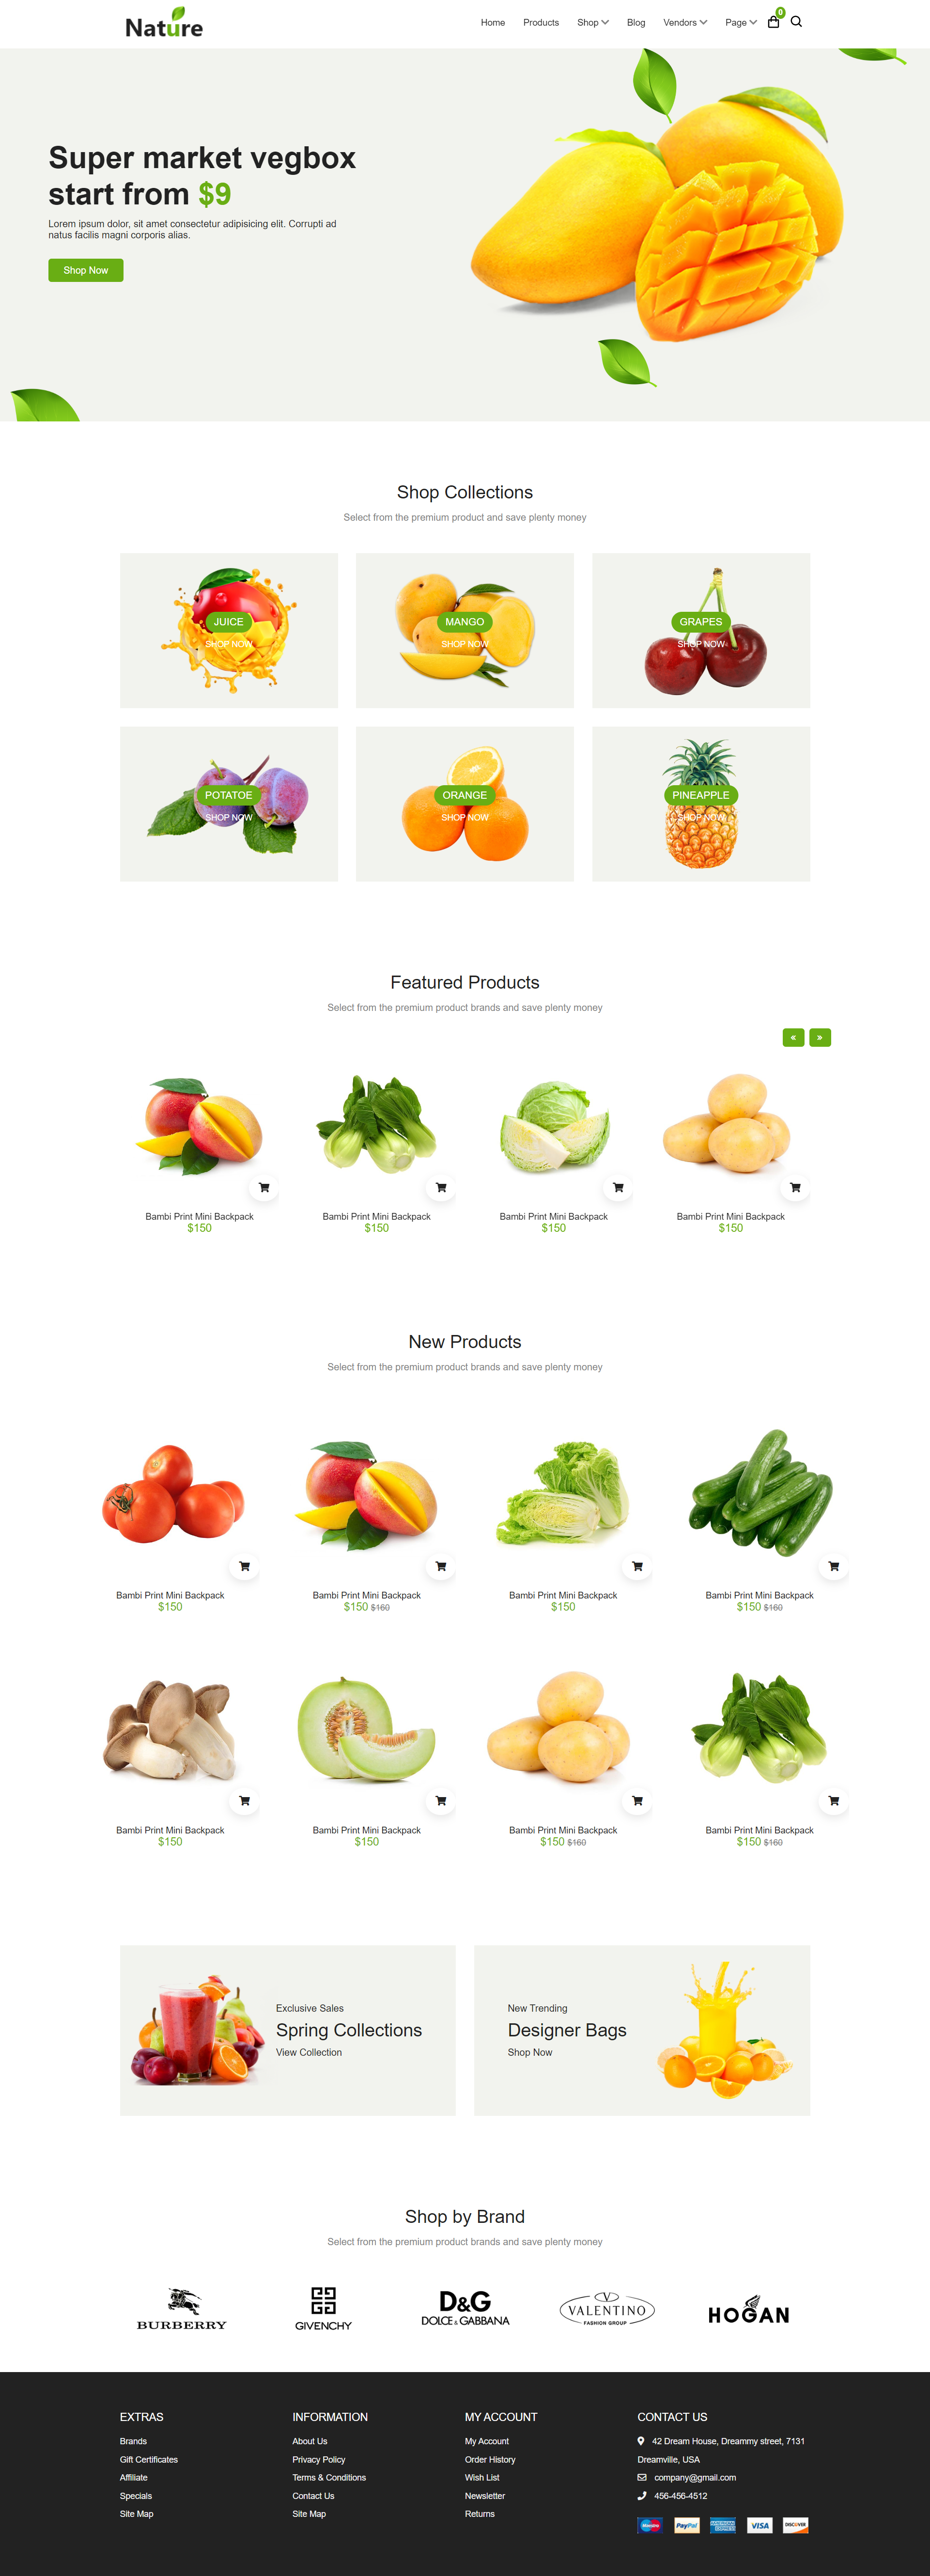 Nature
Home Products Shop Blog Vendors Page 0
Super market vegbox
start from $9
Lorem ipsum dolor, sit amet consectetur adipisicing elit. Corrupti ad
natus facilis magni corporis alias.
Shop Now
Shop Collections
Select from the premium product and save plenty money
JUICE
SHOP NOW
MANGO
SHOP NOW
GRAPES
SHOP NOW
POTATOE
SHOP NOW
ORANGE
SHOP NOW
PINEAPPLE
SHOP NOW
Featured Products
Select from the premium product brands and save plenty money
« »
Bambi Print Mini Backpack
$150
Bambi Print Mini Backpack
$150
Bambi Print Mini Backpack
$150
Bambi Print Mini Backpack
$150
New Products
Select from the premium product brands and save plenty money
Bambi Print Mini Backpack
$150
Bambi Print Mini Backpack
$150 $160
Bambi Print Mini Backpack
$150
Bambi Print Mini Backpack
$150 $160
Bambi Print Mini Backpack
$150
Bambi Print Mini Backpack
$150
Bambi Print Mini Backpack
$150 $160
Bambi Print Mini Backpack
$150 $160
Exclusive Sales
Spring Collections
View Collection
New Trending
Designer Bags
Shop Now
Shop by Brand
Select from the premium product brands and save plenty money
BURBERRY
GIVENCHY
D&G
DOLCE & GABBANA
V
VALENTINO
FASHION GROUP
HOGAN
EXTRAS
Brands
Gift Certificates
Affiliate
Specials
Site Map
INFORMATION
About Us
Privacy Policy
Terms & Conditions
Contact Us
Site Map
MY ACCOUNT
My Account
Order History
Wish List
Newsletter
Returns
CONTACT US
42 Dream House, Dreammy street, 7131
Dreamville, USA
company@gmail.com
456-456-4512
Maestro PayPal AMERICAN EXPRESS VISA DISCOVER